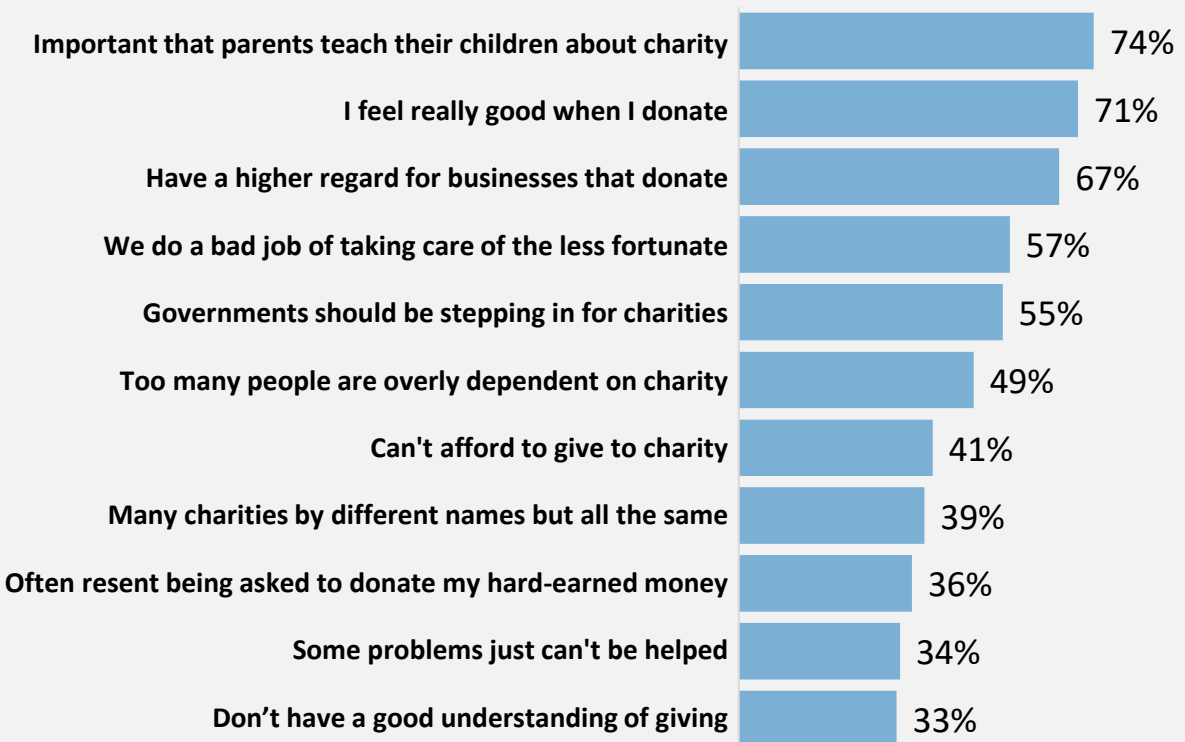 Important that parents teach their children about charity 74%
I feel really good when I donate 71%
Have a higher regard for businesses that donate 67%
We do a bad job of taking care of the less fortunate 57%
Governments should be stepping in for charities 55%
Too many people are overly dependent on charity 49%
Can't afford to give to charity 41%
Many charities by different names but all the same 39%
Often resent being asked to donate my hard-earned money 36%
Some problems just can't be helped 34%
Don’t have a good understanding of giving 33%